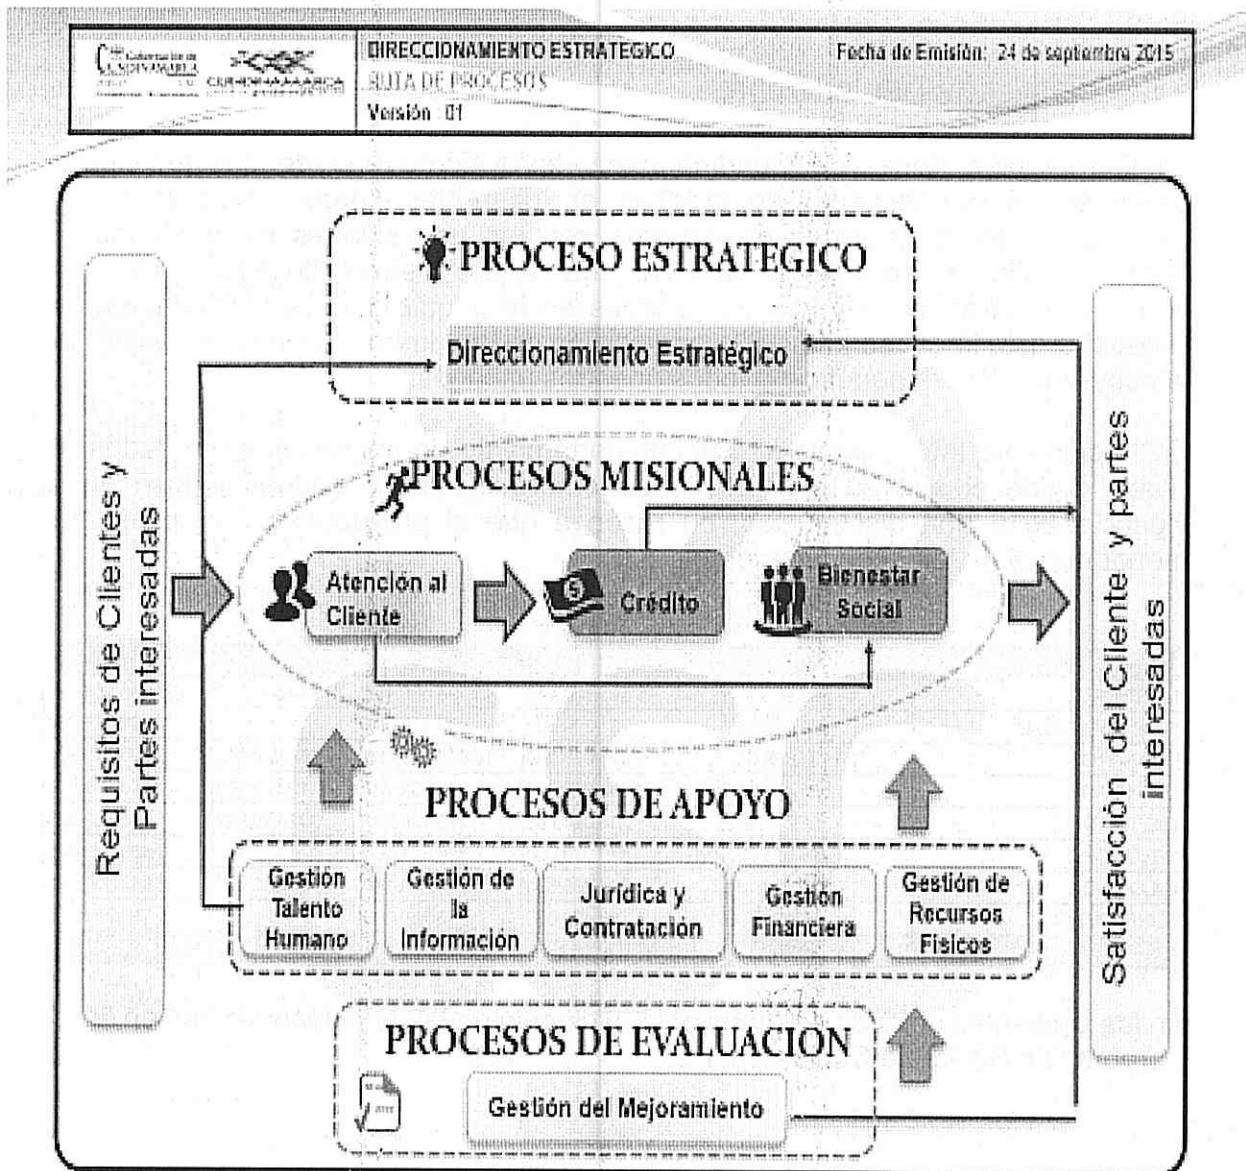 Gobernación de
CUNDINAMARCA
DIRECCIONAMIENTO ESTRATEGICO
RUTA DE PROCESOS
Versión 01
Fecha de Emisión: 24 de septiembre 2015
PROCESO ESTRATEGICO
Direccionamiento Estratégico
Requisitos de Clientes y
Partes interesadas
PROCESOS MISIONALES
Atención al
Cliente
Crédito
Bienestar
Social
PROCESOS DE APOYO
Gestión
Talento
Humano
Gestión de
la
Información
Jurídica y
Contratación
Gestión
Financiera
Gestión de
Recursos
Físicos
PROCESOS DE EVALUACION
Gestión del Mejoramiento
Satisfacción del Cliente y partes
interesadas